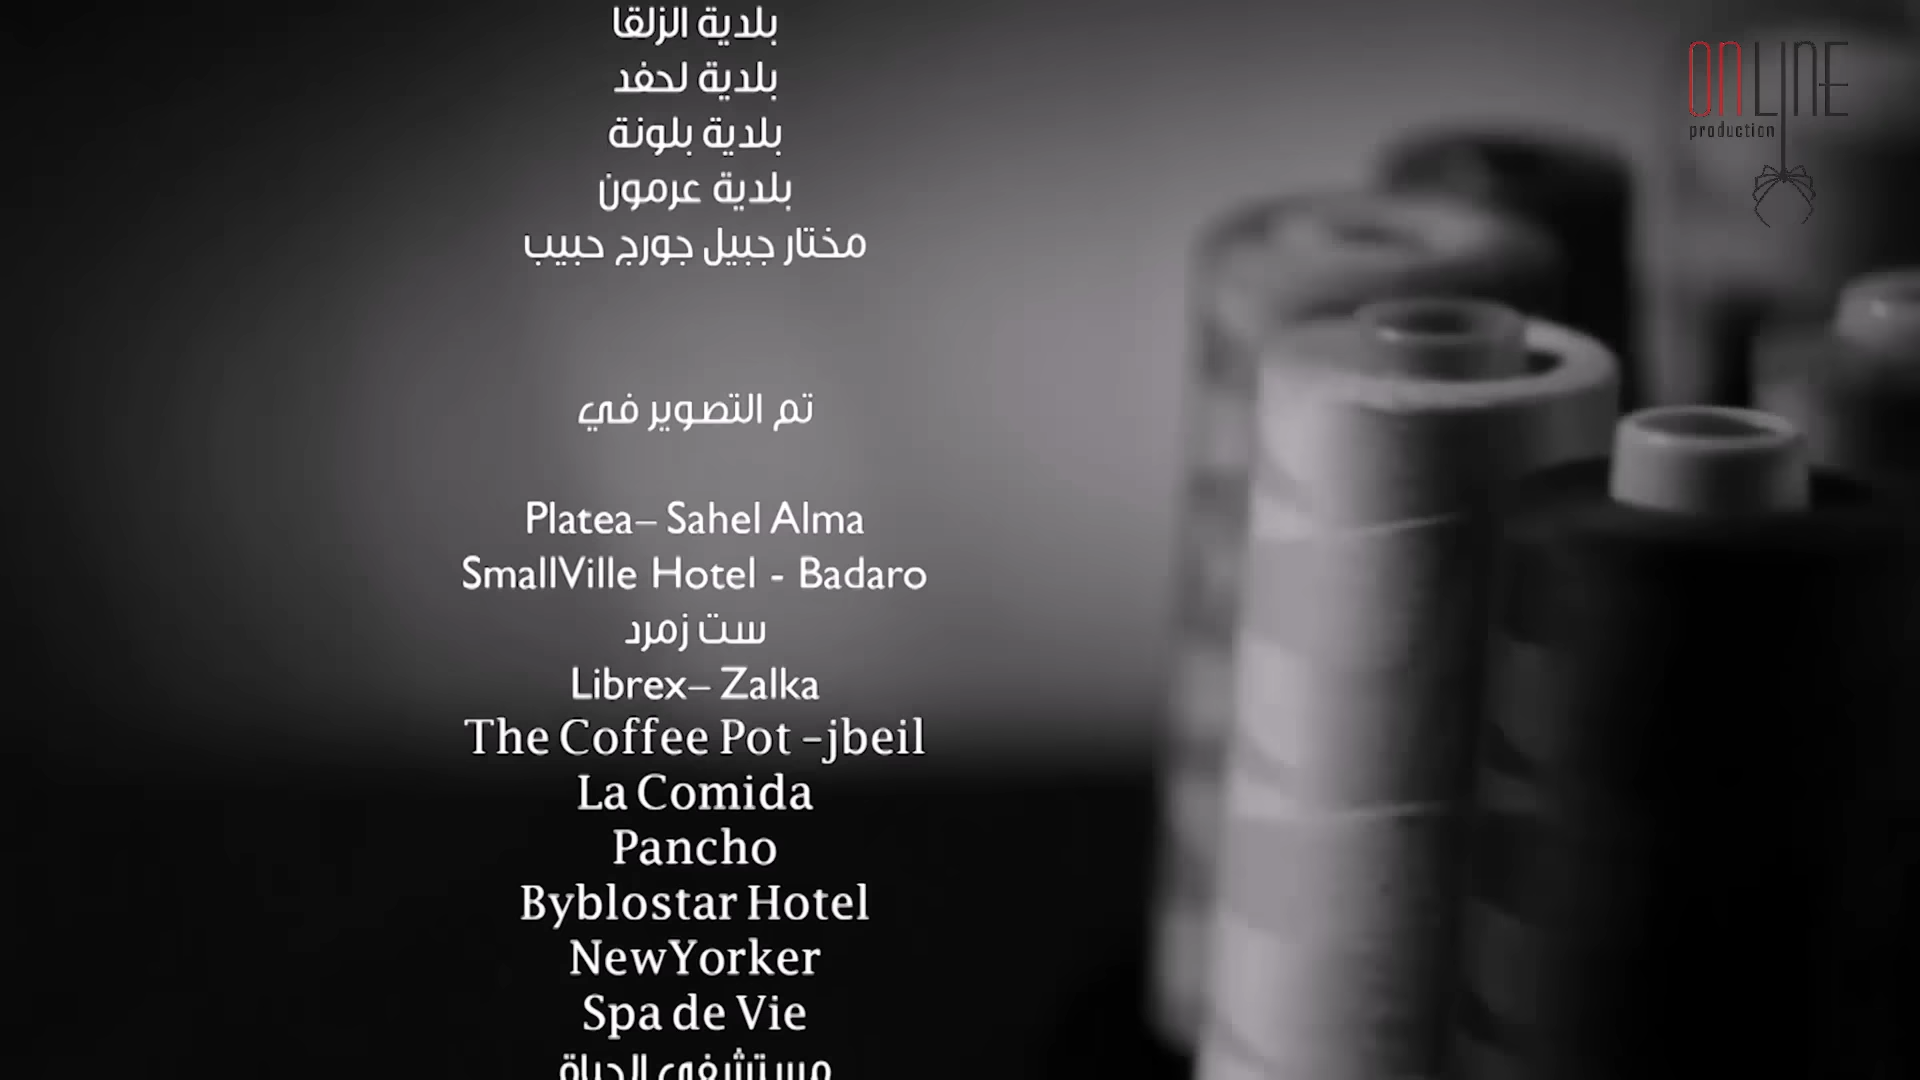 بلدية الزلقا
بلدية لحفد
بلدية بلونة
بلدية عرمون
مختار جبيل جورج حبيب
تم التصوير في
Platea– Sahel Alma
SmallVille Hotel - Badaro
ست زمرد
Librex– Zalka
The Coffee Pot –jbeil
La Comida
Pancho
Byblostar Hotel
NewYorker
Spa de Vie
مستشفى الحياة
ONLINE
production